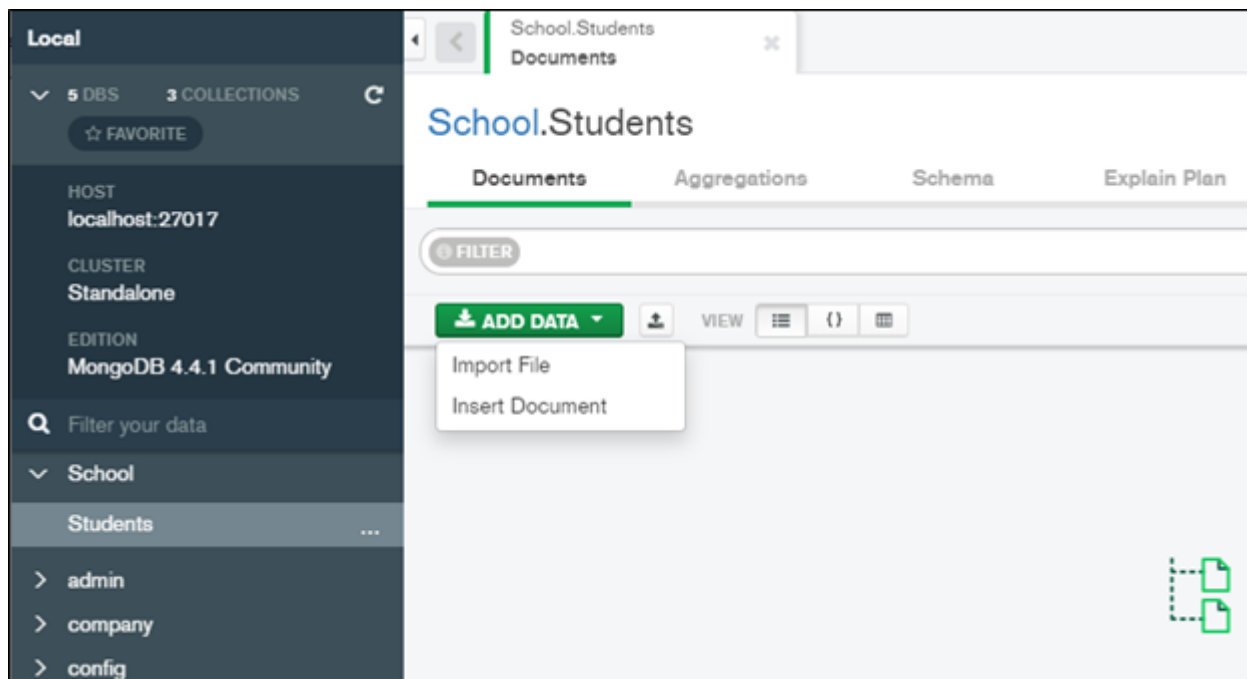 Local
5 DBS 3 COLLECTIONS
FAVORITE
HOST
localhost:27017
CLUSTER
Standalone
EDITION
MongoDB 4.4.1 Community
Filter your data
School
Students
...
admin
company
config
School.Students
Documents
School.Students
Documents Aggregations Schema Explain Plan
FILTER
ADD DATA VIEW {}
Import File
Insert Document